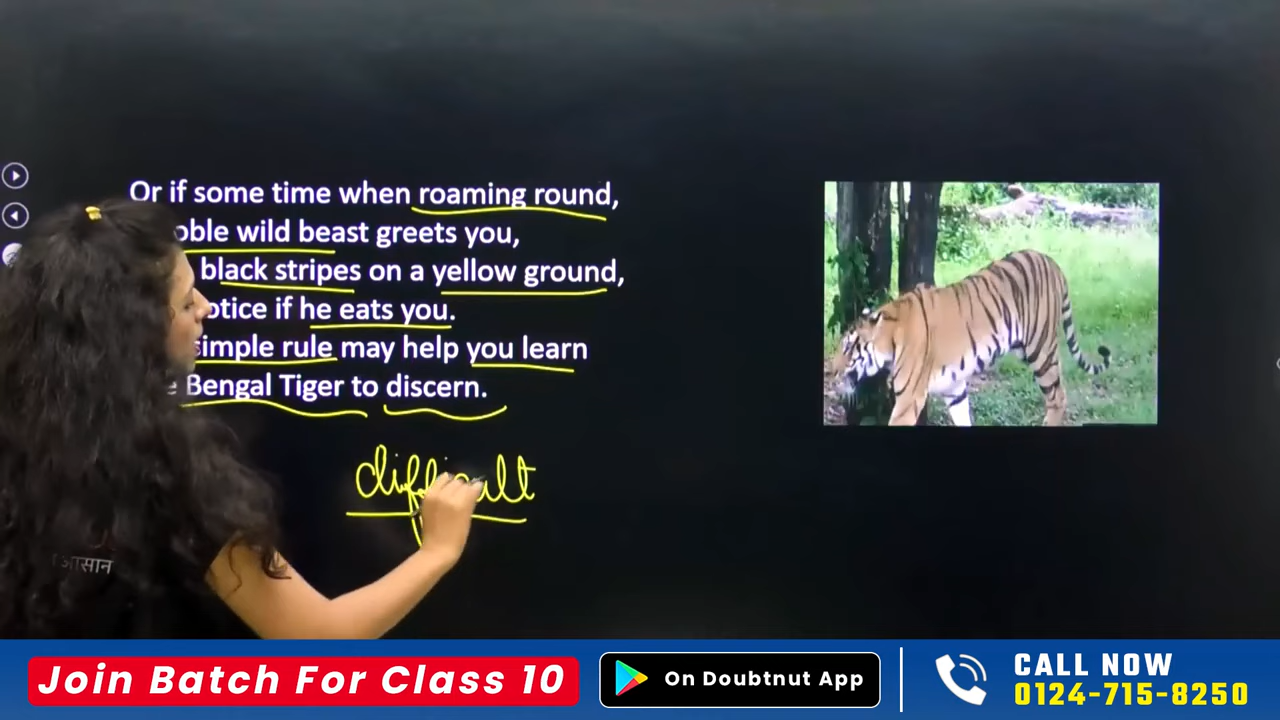 Or if some time when roaming round,
oble wild beast greets you,
black stripes on a yellow ground,
otice if he eats you.
simple rule may help you learn
e Bengal Tiger to discern.
difficult
आसान
Join Batch For Class 10
On Doubtnut App
CALL NOW
0124-715-8250